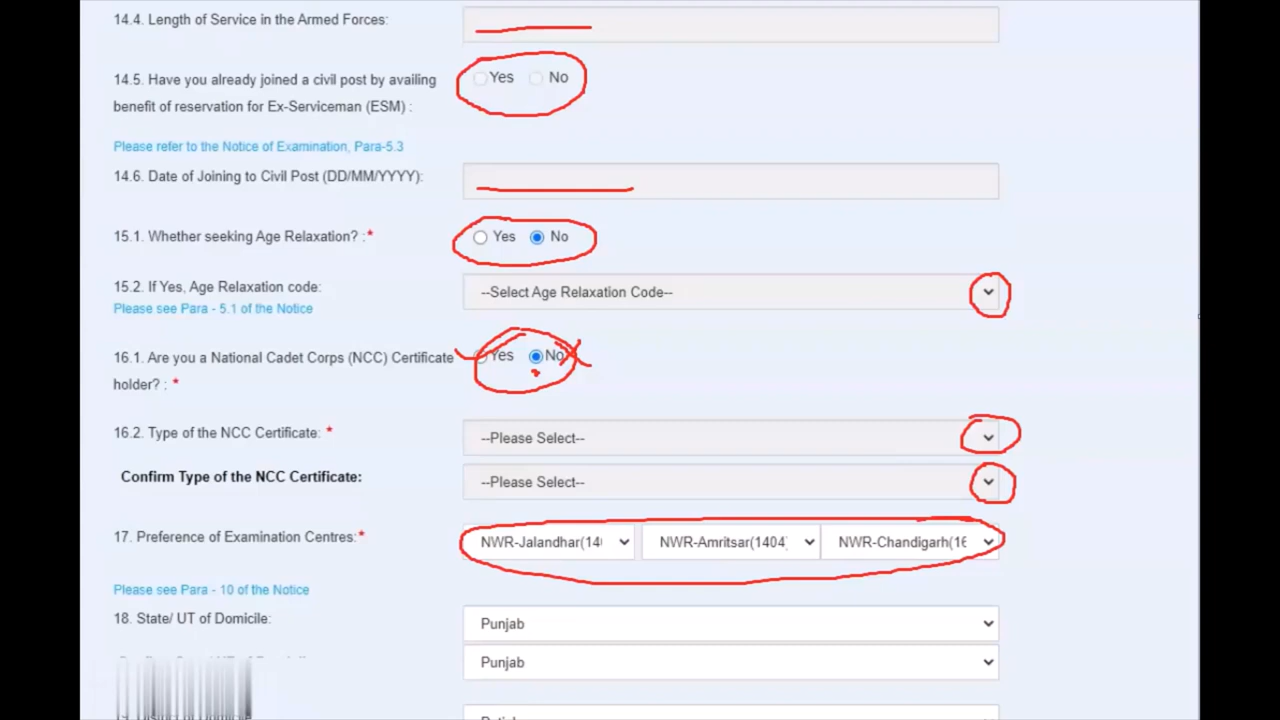 14.4. Length of Service in the Armed Forces:
14.5. Have you already joined a civil post by availing benefit of reservation for Ex-Serviceman (ESM) :
Yes No
Please refer to the Notice of Examination, Para-5.3
14.6. Date of Joining to Civil Post (DD/MM/YYYY):
15.1. Whether seeking Age Relaxation? :*
Yes No
15.2. If Yes, Age Relaxation code:
--Select Age Relaxation Code--
Please see Para - 5.1 of the Notice
16.1. Are you a National Cadet Corps (NCC) Certificate
Yes No
holder? : *
16.2. Type of the NCC Certificate: *
--Please Select--
Confirm Type of the NCC Certificate:
--Please Select--
17. Preference of Examination Centres:*
NWR-Jalandhar(14 NWR-Amritsar(1404) NWR-Chandigarh(16
Please see Para - 10 of the Notice
18. State/ UT of Domicile:
Punjab
Punjab